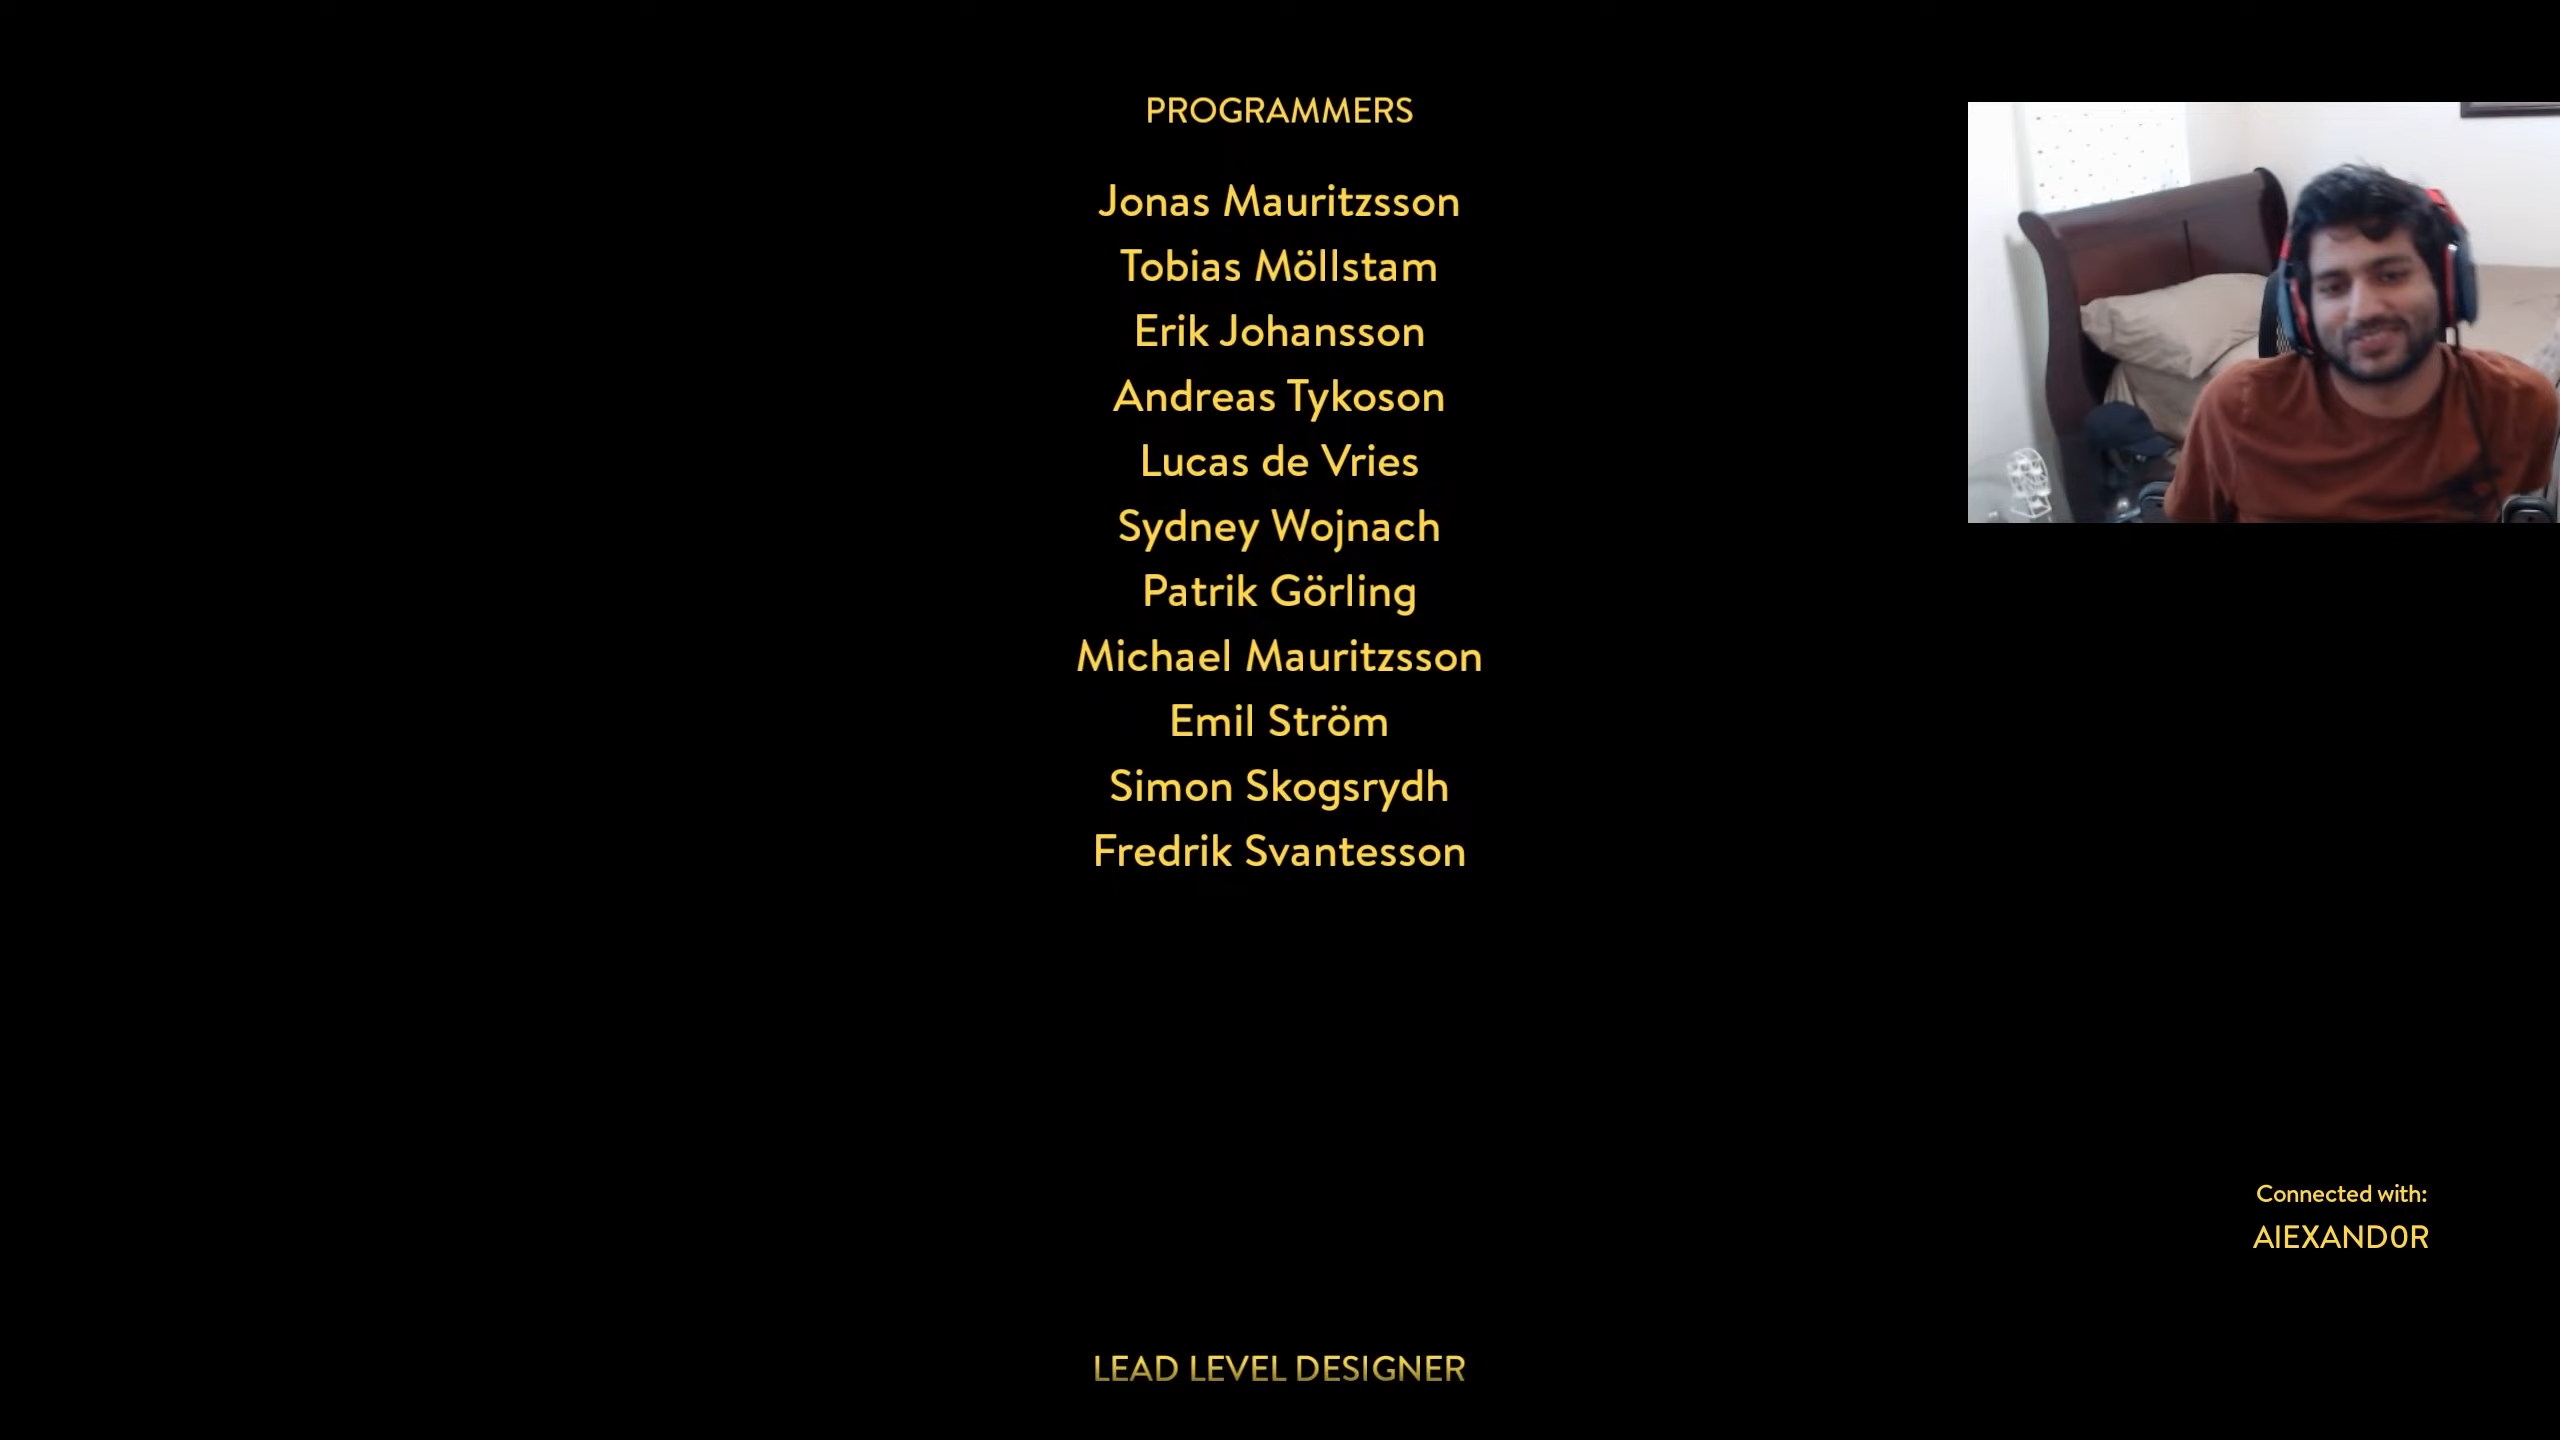 PROGRAMMERS
Jonas Mauritzsson
Tobias Möllstam
Erik Johansson
Andreas Tykoson
Lucas de Vries
Sydney Wojnach
Patrik Görling
Michael Mauritzsson
Emil Ström
Simon Skogsrydh
Fredrik Svantesson
Connected with:
AlEXAND0R
LEAD LEVEL DESIGNER